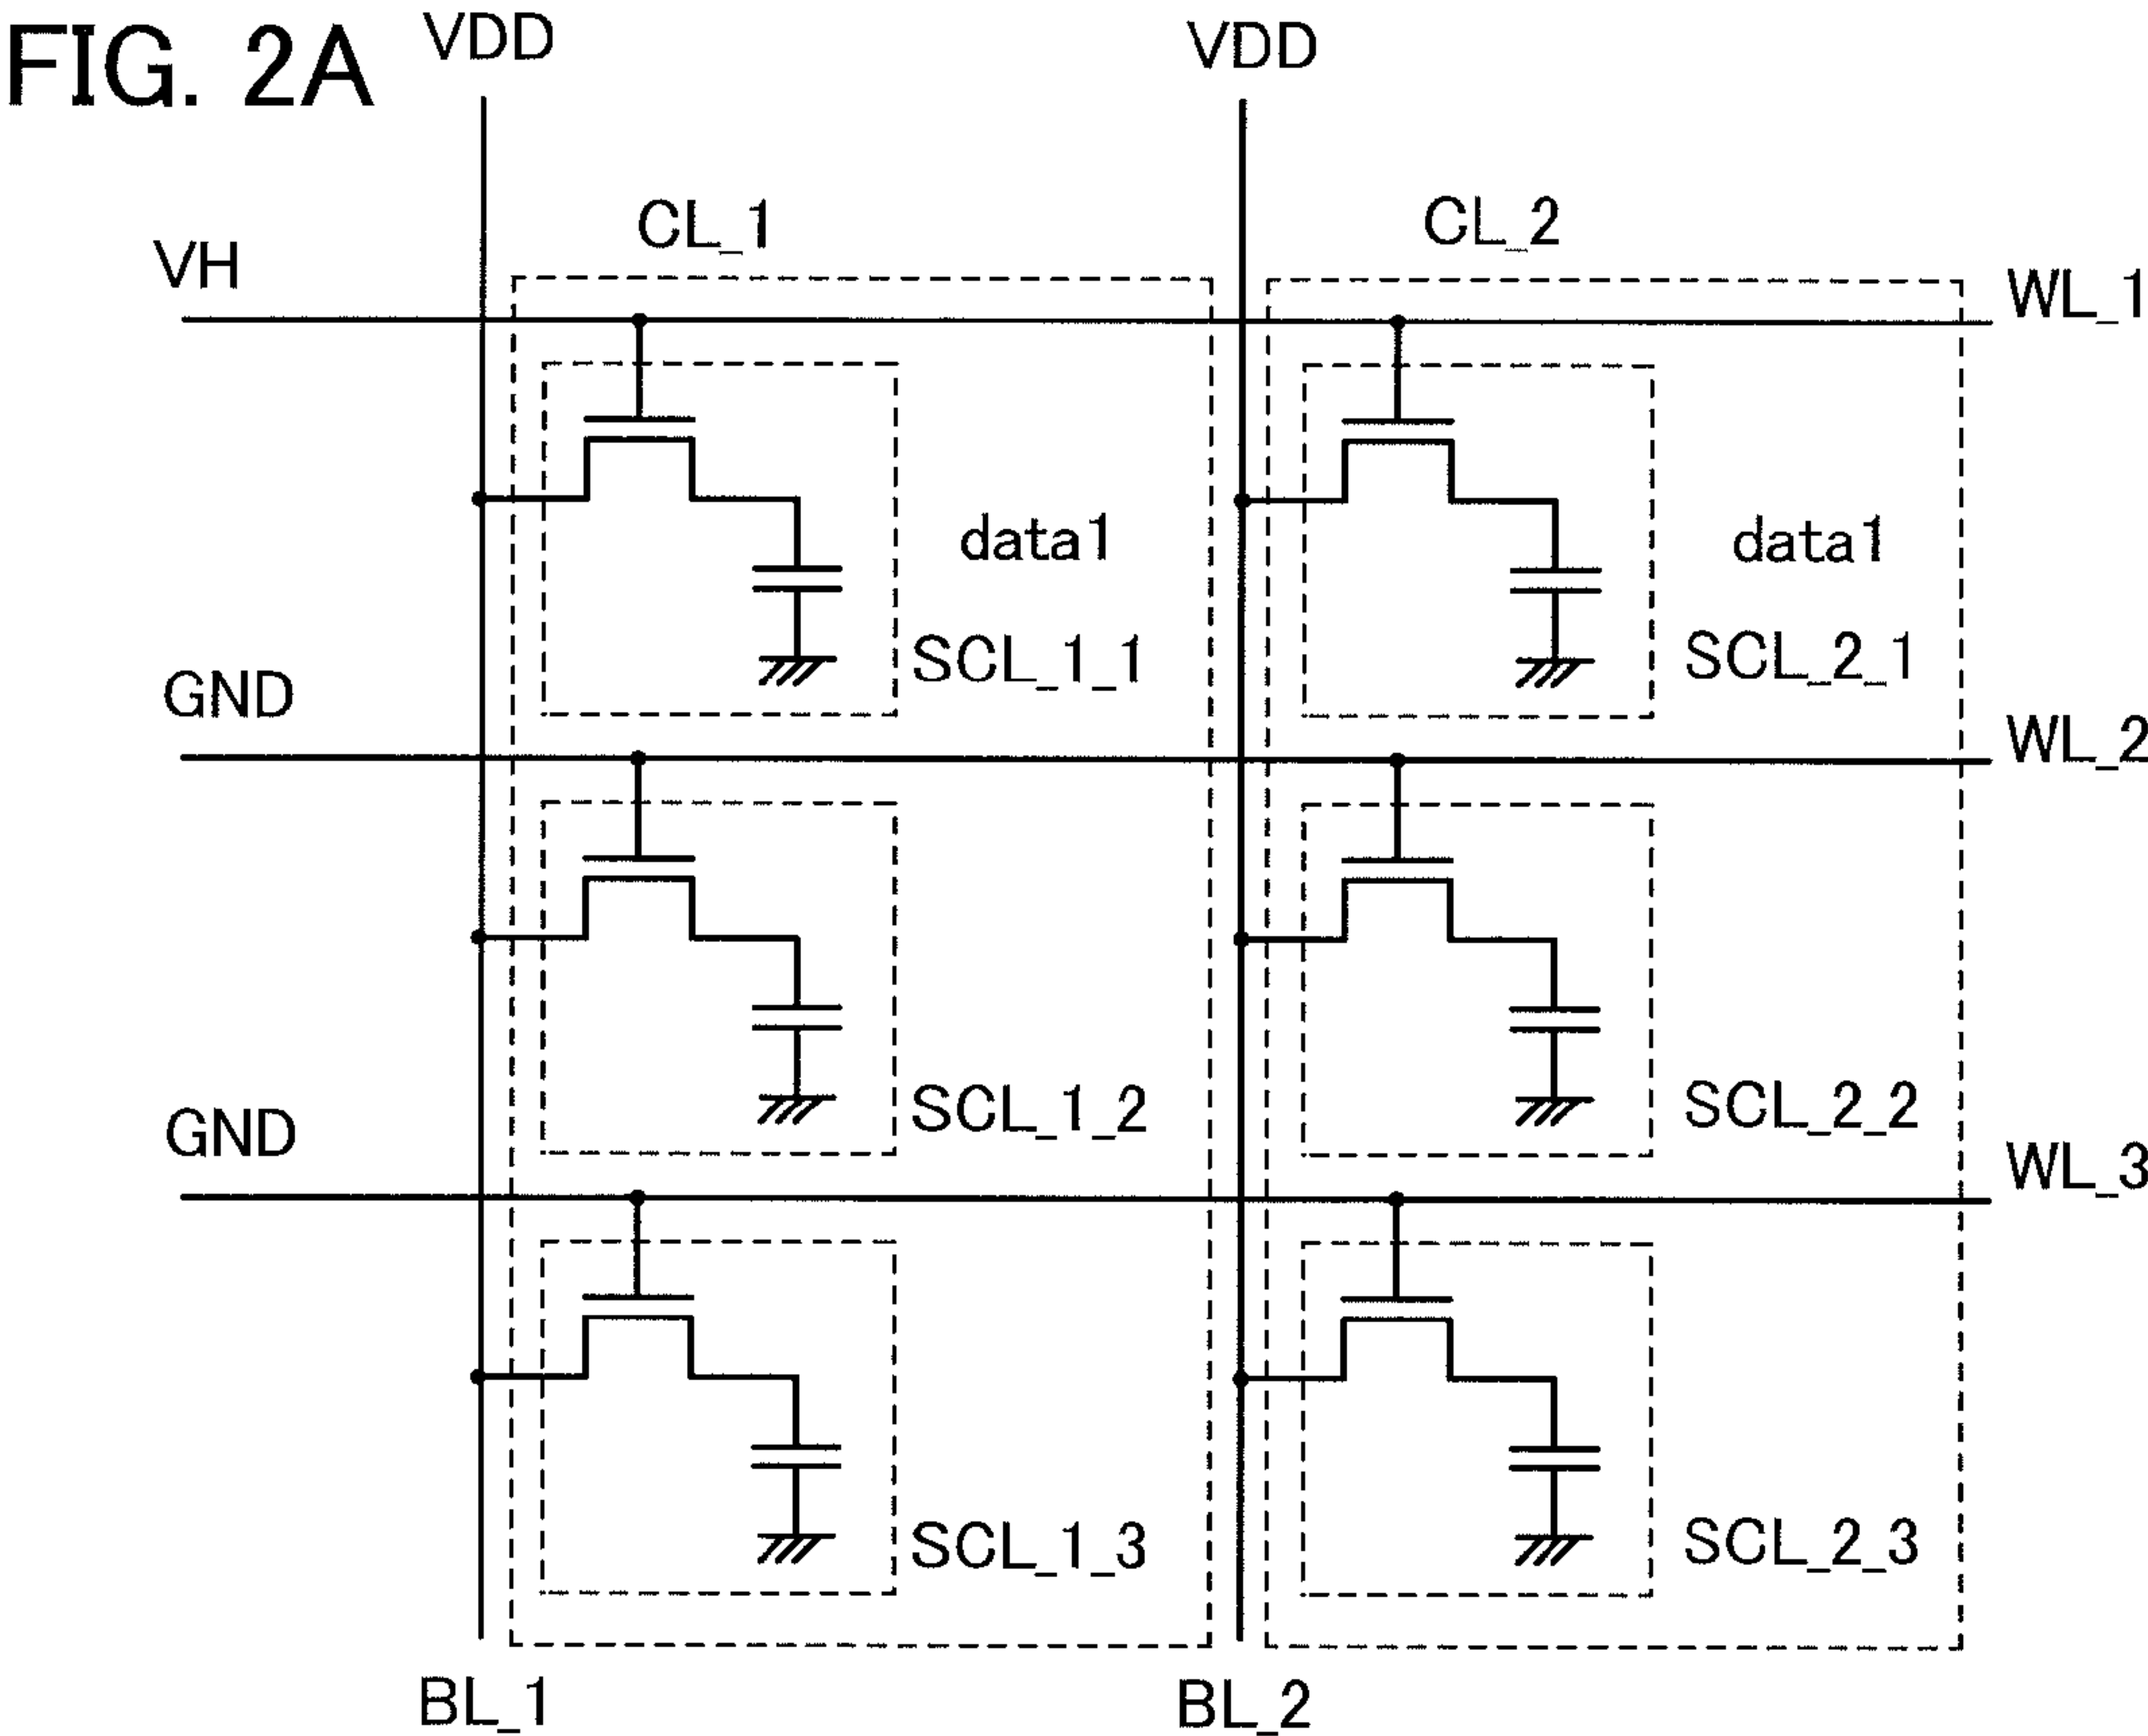 FIG. 2A
VDD
VDD
CL_1
CL_2
VH
WL_1
data1
data1
SCL_1_1
SCL_2_1
GND
WL_2
SCL_1_2
SCL_2_2
GND
WL_3
SCL_1_3
SCL_2_3
BL_1
BL_2